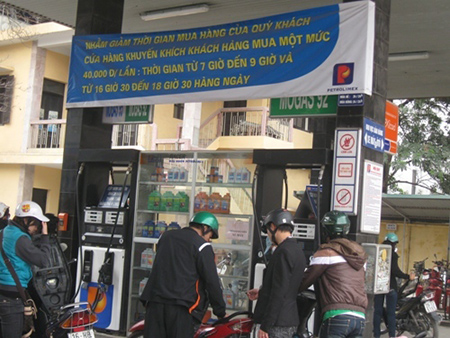 NHẰM GIẢM THỜI GIAN MUA HÀNG CỦA QUÝ KHÁCH
CỬA HÀNG KHUYẾN KHÍCH KHÁCH HÀNG MUA MỘT MỨC
40.000 Đ/ LẦN : THỜI GIAN TỪ 7 GIỜ ĐẾN 9 GIỜ VÀ
TỪ 16 GIỜ 30 ĐẾN 18 GIỜ 30 HÀNG NGÀY
PETROLIMEX
MOGAS 92